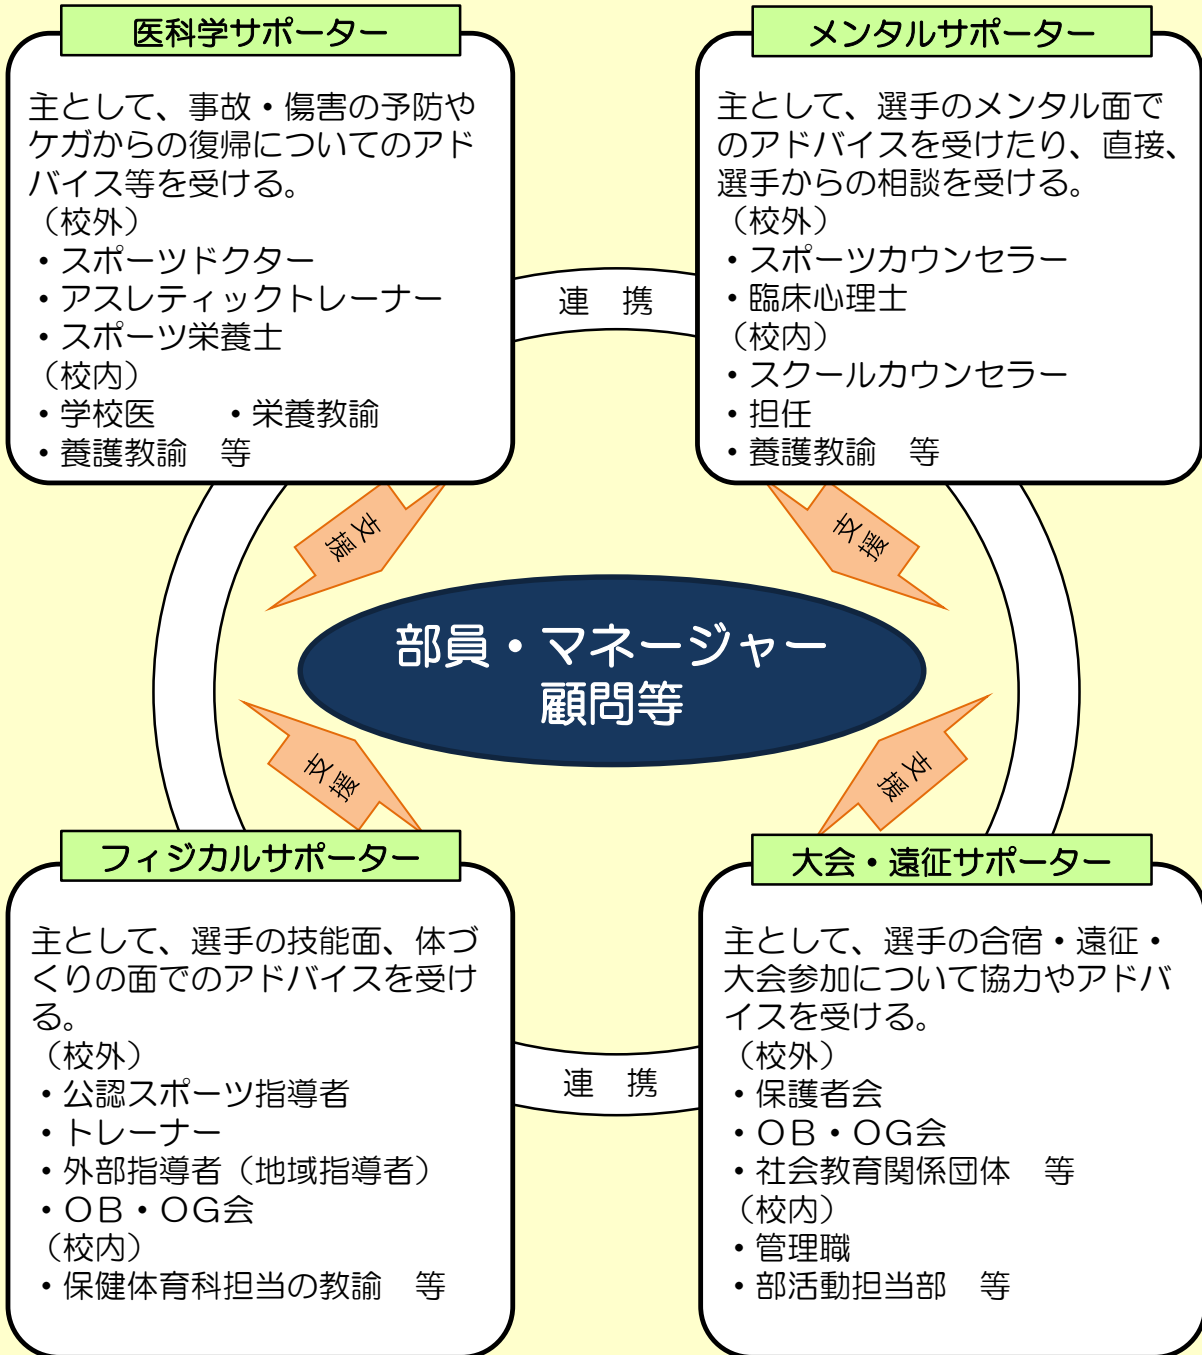 医科学サポーター
主として、事故・傷害の予防や
ケガからの復帰についてのアド
バイス等を受ける。
（校外）
・スポーツドクター
・アスレティックトレーナー
・スポーツ栄養士
（校内）
・学校医　　・栄養教諭
・養護教諭　等
メンタルサポーター
主として、選手のメンタル面で
のアドバイスを受けたり、直接、
選手からの相談を受ける。
（校外）
・スポーツカウンセラー
・臨床心理士
（校内）
・スクールカウンセラー
・担任
・養護教諭　等
連　携
支援
支援
部員・マネージャー
顧問等
支援
支援
フィジカルサポーター
主として、選手の技能面、体づ
くりの面でのアドバイスを受け
る。
（校外）
・公認スポーツ指導者
・トレーナー
・外部指導者（地域指導者）
・ＯＢ・ＯＧ会
（校内）
・保健体育科担当の教諭　等
連　携
大会・遠征サポーター
主として、選手の合宿・遠征・
大会参加について協力やアドバ
イスを受ける。
（校外）
・保護者会
・ＯＢ・ＯＧ会
・社会教育関係団体　等
（校内）
・管理職
・部活動担当部　等